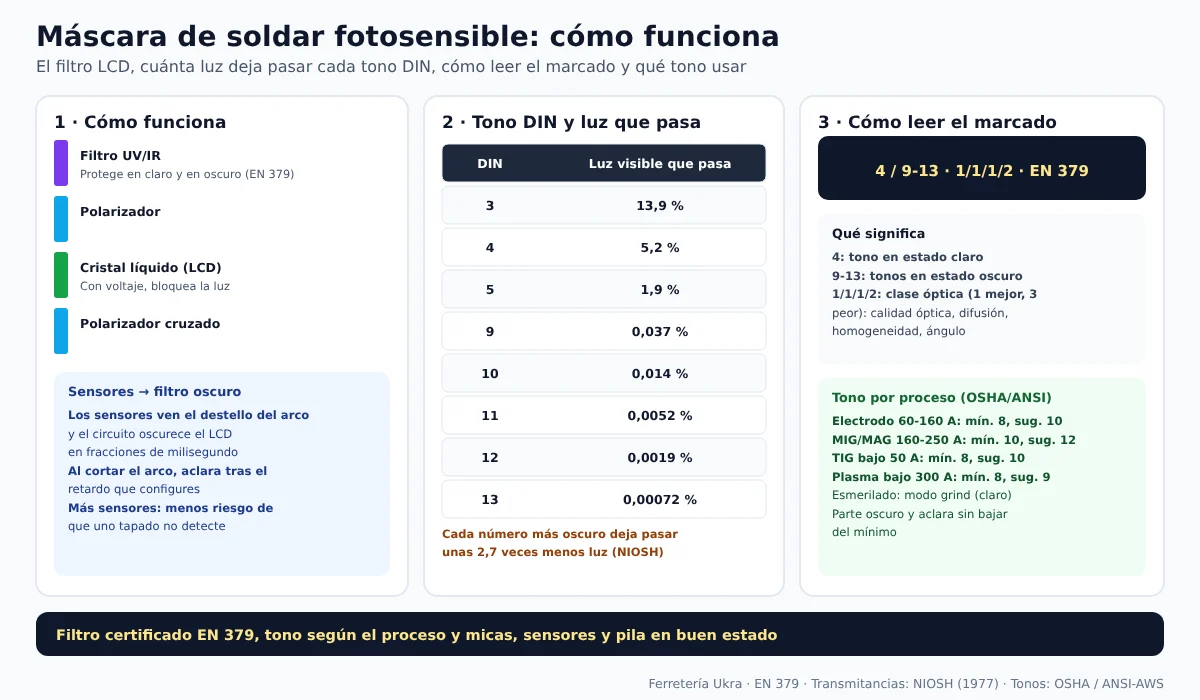 Máscara de soldar fotosensible: cómo funciona
El filtro LCD, cuánta luz deja pasar cada tono DIN, cómo leer el marcado y qué tono usar
1 · Cómo funciona
Filtro UV/IR
Protege en claro y en oscuro (EN 379)
Polarizador
Cristal líquido (LCD)
Con voltaje, bloquea la luz
Polarizador cruzado
Sensores → filtro oscuro
Los sensores ven el destello del arco
y el circuito oscurece el LCD
en fracciones de milisegundo
Al cortar el arco, aclara tras el
retardo que configures
Más sensores: menos riesgo de
que uno tapado no detecte
2 · Tono DIN y luz que pasa
DIN Luz visible que pasa
3 13,9 %
4 5,2 %
5 1,9 %
9 0,037 %
10 0,014 %
11 0,0052 %
12 0,0019 %
13 0,00072 %
Cada número más oscuro deja pasar
unas 2,7 veces menos luz (NIOSH)
3 · Cómo leer el marcado
4 / 9-13 · 1/1/1/2 · EN 379
Qué significa
4: tono en estado claro
9-13: tonos en estado oscuro
1/1/1/2: clase óptica (1 mejor, 3
peor): calidad óptica, difusión,
homogeneidad, ángulo
Tono por proceso (OSHA/ANSI)
Electrodo 60-160 A: mín. 8, sug. 10
MIG/MAG 160-250 A: mín. 10, sug. 12
TIG bajo 50 A: mín. 8, sug. 10
Plasma bajo 300 A: mín. 8, sug. 9
Esmerilado: modo grind (claro)
Parte oscuro y aclara sin bajar
del mínimo
Filtro certificado EN 379, tono según el proceso y micas, sensores y pila en buen estado
Ferretería Ukra · EN 379 · Transmitancias: NIOSH (1977) · Tonos: OSHA / ANSI-AWS